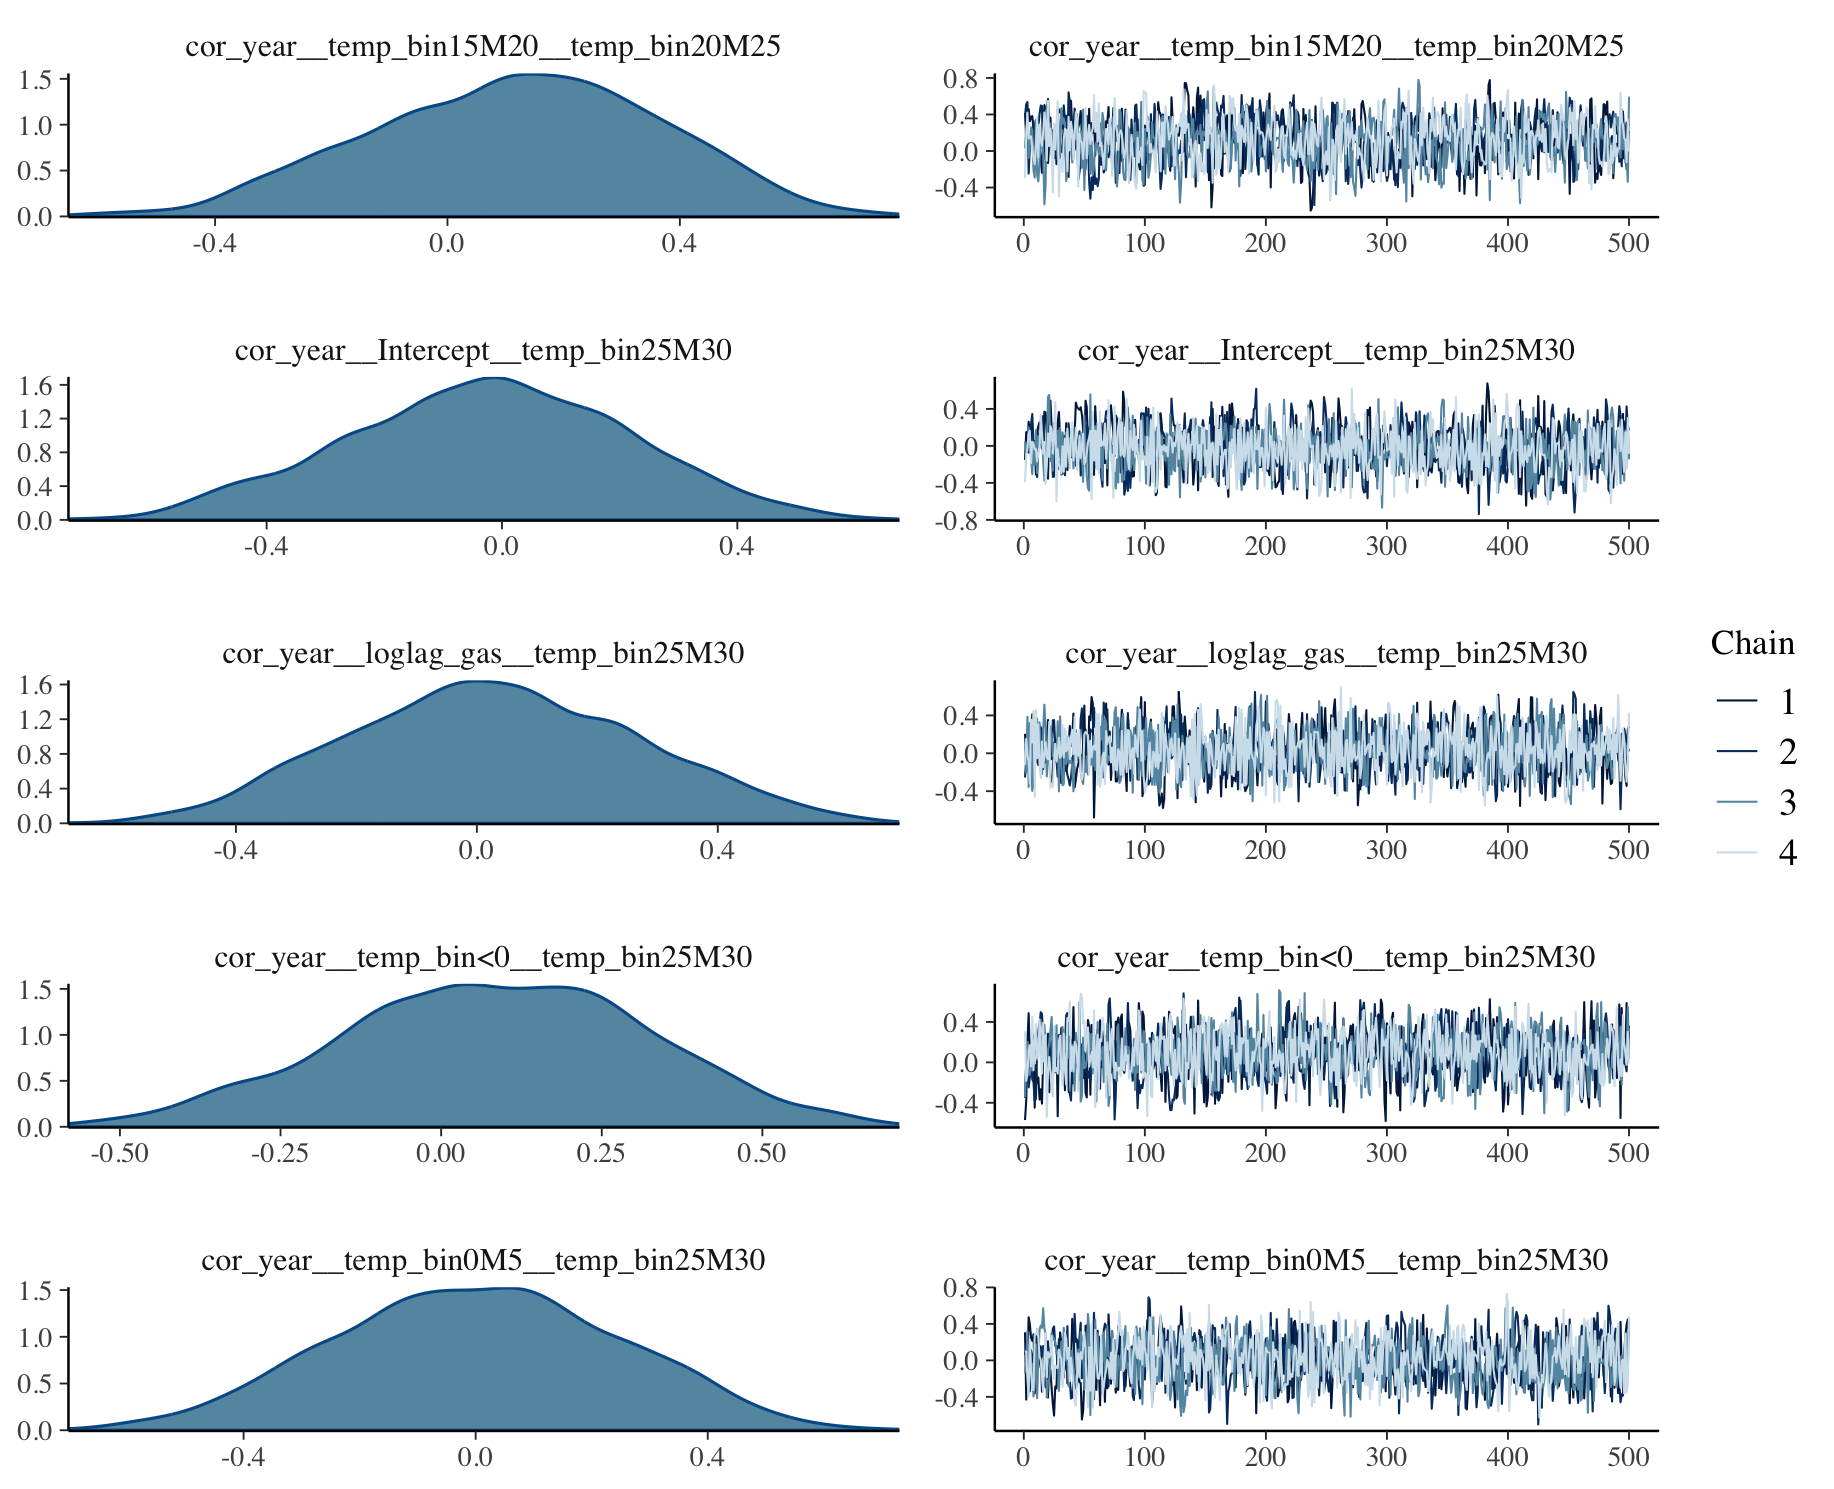 cor_year__temp_bin15M20__temp_bin20M25
1.5
1.0
0.5
0.0
-0.4 0.0 0.4
cor_year__temp_bin15M20__temp_bin20M25
0.8
0.4
0.0
-0.4
0 100 200 300 400 500
cor_year__Intercept__temp_bin25M30
1.6
1.2
0.8
0.4
0.0
-0.4 0.0 0.4
cor_year__Intercept__temp_bin25M30
0.4
0.0
-0.4
-0.8
0 100 200 300 400 500
cor_year__loglag_gas__temp_bin25M30
1.6
1.2
0.8
0.4
0.0
-0.4 0.0 0.4
cor_year__loglag_gas__temp_bin25M30
0.4
0.0
-0.4
0 100 200 300 400 500
Chain
1
2
3
4
cor_year__temp_bin<0__temp_bin25M30
1.5
1.0
0.5
0.0
-0.50 -0.25 0.00 0.25 0.50
cor_year__temp_bin<0__temp_bin25M30
0.4
0.0
-0.4
0 100 200 300 400 500
cor_year__temp_bin0M5__temp_bin25M30
1.5
1.0
0.5
0.0
-0.4 0.0 0.4
cor_year__temp_bin0M5__temp_bin25M30
0.8
0.4
0.0
-0.4
0 100 200 300 400 500